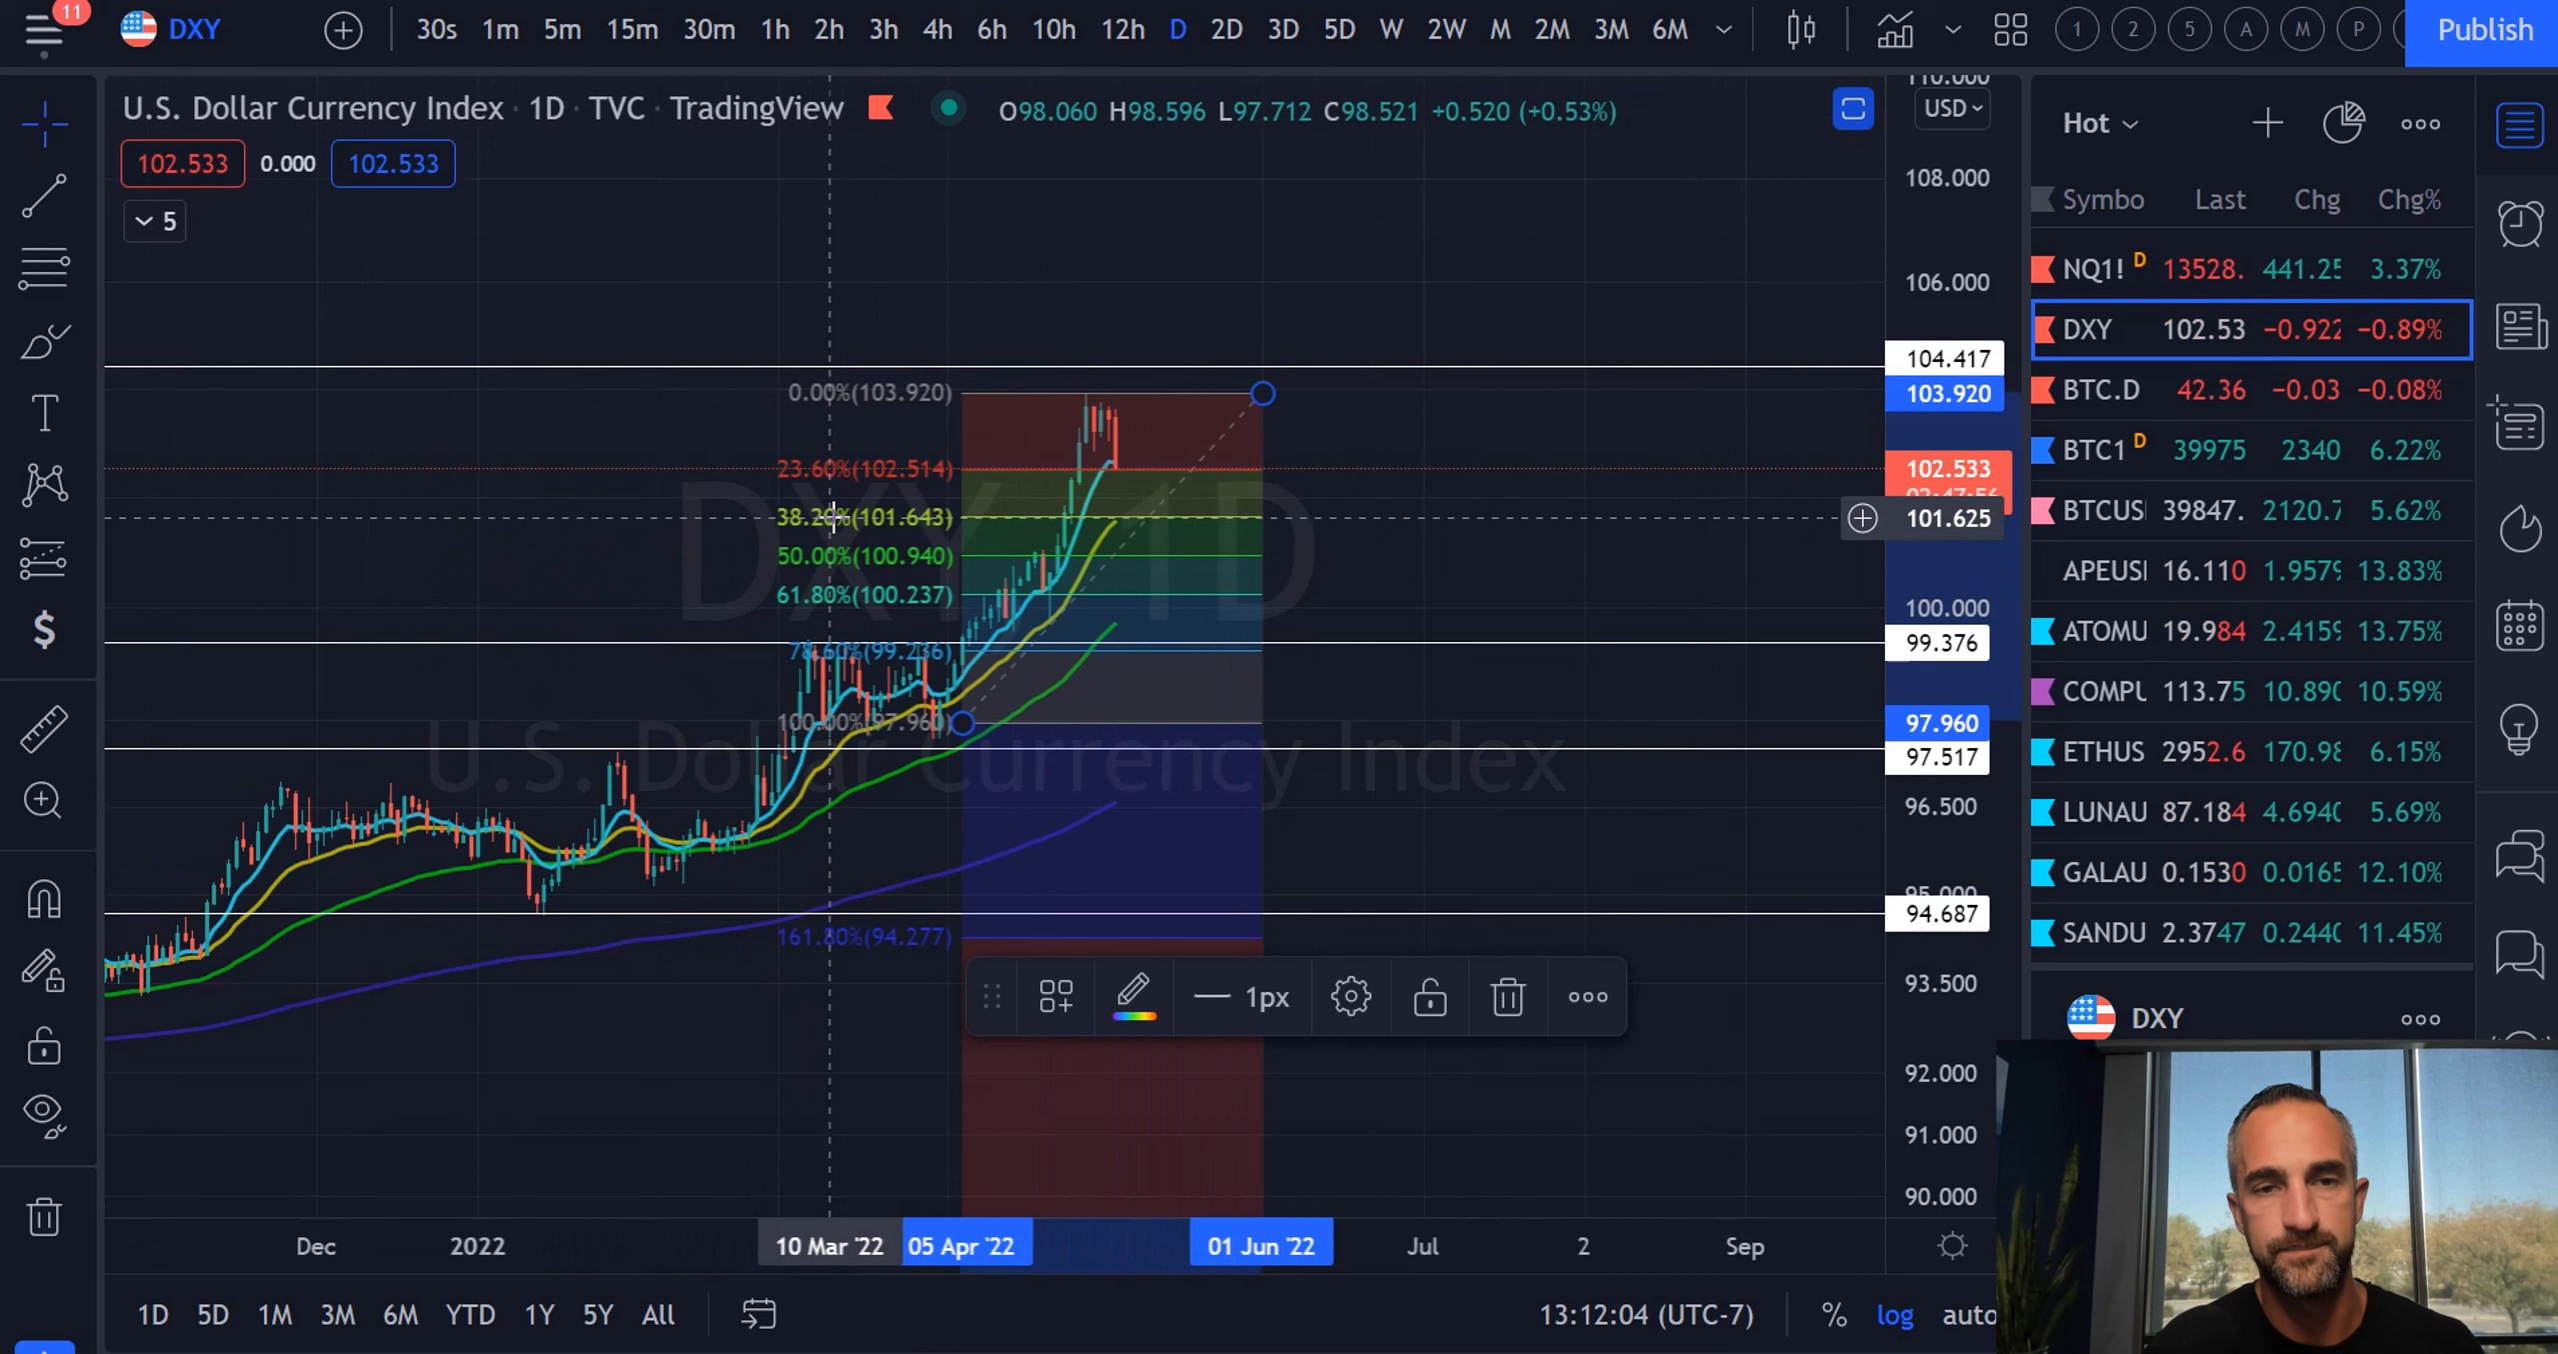 11 DXY 30s 1m 5m 15m 30m 1h 2h 3h 4h 6h 10h 12h D 2D 3D 5D W 2W M 2M 3M 6M 1 2 5 A M P Publish
U.S. Dollar Currency Index · 1D · TVC · TradingView O98.060 H98.596 L97.712 C98.521 +0.520 (+0.53%)
102.533 0.000 102.533
5
DXY 1D
U.S. Dollar Currency Index
0.00%(103.920)
23.60%(102.514)
38.20%(101.643)
50.00%(100.940)
61.80%(100.237)
78.60%(99.236)
100.00%(97.960)
161.80%(94.277)
1px
110.000
USD
108.000
106.000
104.417
103.920
102.533
101.625
100.000
99.376
97.960
97.517
96.500
95.000
94.687
93.500
92.000
91.000
90.000
Dec 2022 10 Mar '22 05 Apr '22 01 Jun '22 Jul 2 Sep
1D 5D 1M 3M 6M YTD 1Y 5Y All 13:12:04 (UTC-7) % log auto
Hot
Symbo Last Chg Chg%
NQ1! D 13528. 441.25 3.37%
DXY 102.53 −0.922 −0.89%
BTC.D 42.36 −0.03 −0.08%
BTC1 D 39975 2340 6.22%
BTCUS 39847. 2120.7 5.62%
APEUSI 16.110 1.9579 13.83%
ATOMU 19.984 2.4159 13.75%
COMPL 113.75 10.890 10.59%
ETHUS 2952.6 170.98 6.15%
LUNAU 87.184 4.6940 5.69%
GALAU 0.1530 0.0165 12.10%
SANDU 2.3747 0.2440 11.45%
DXY